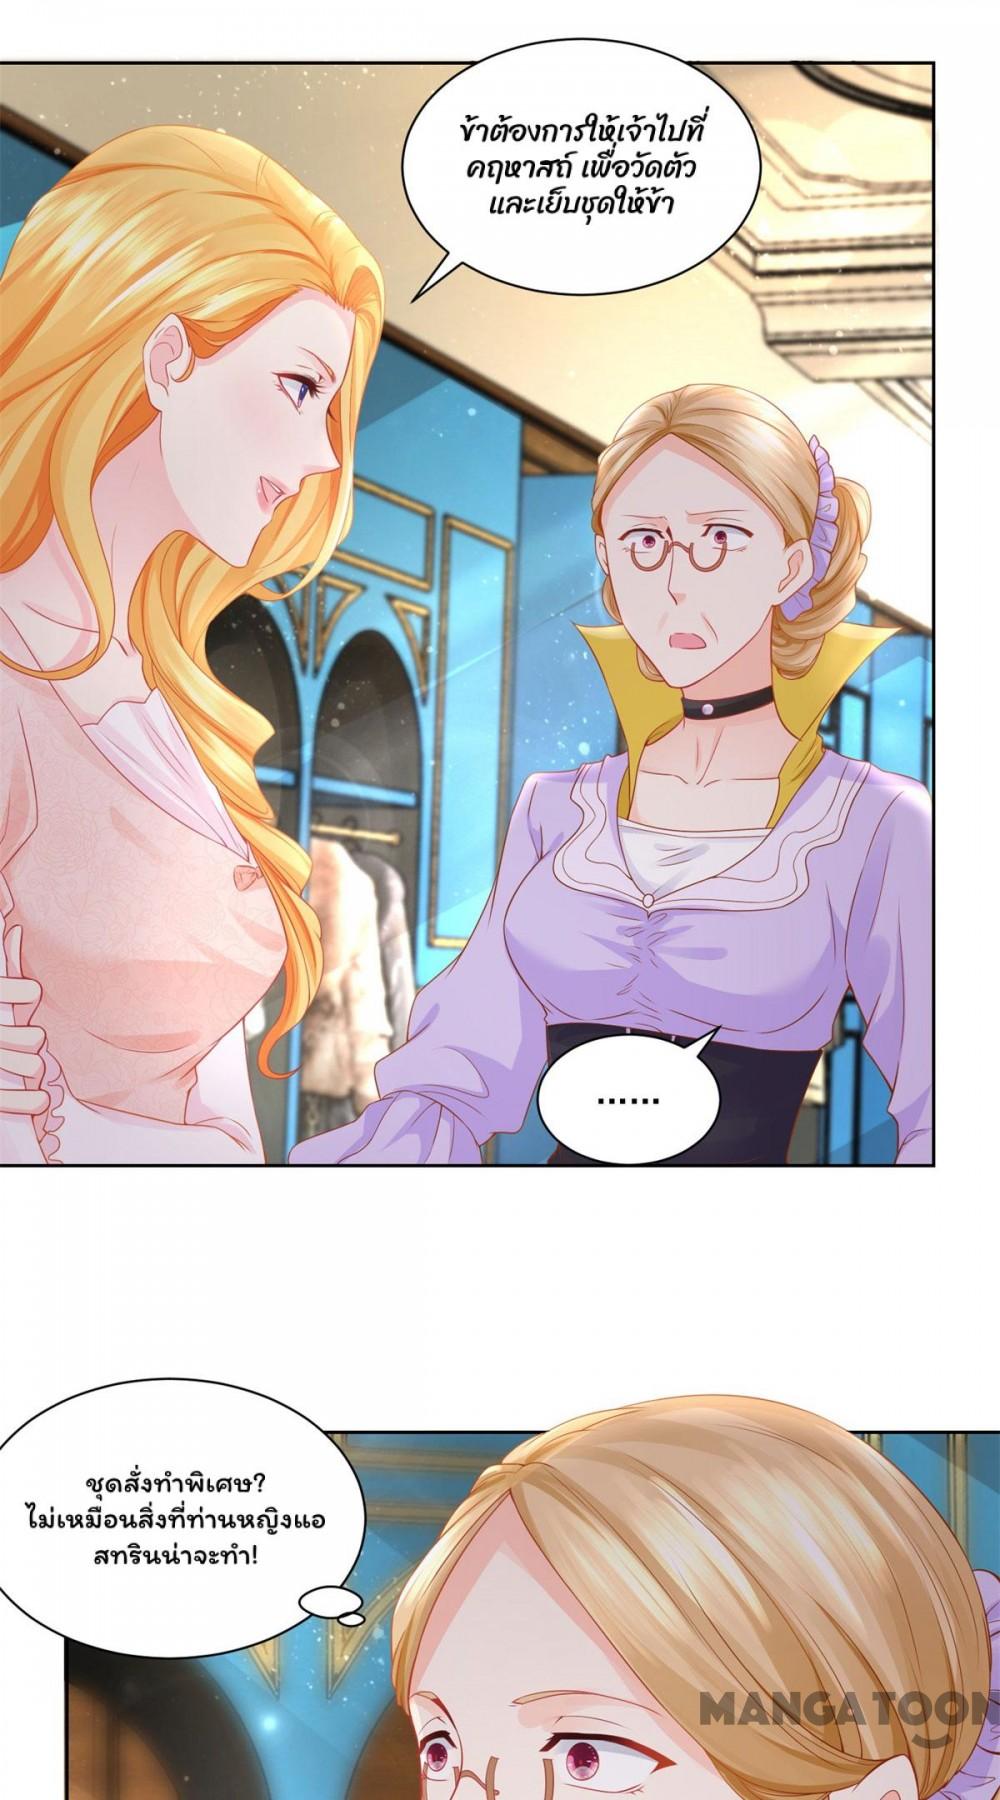 ข้าต้องการให้เจ้าไปที่
คฤหาสถ์ เพื่อวัดตัว
และเย็บชุดให้ข้า
......
ชุดสั่งทำพิเศษ?
ไม่เหมือนสิ่งที่ท่านหญิงแอ
สทรินน่าจะทำ!
MANGATOON